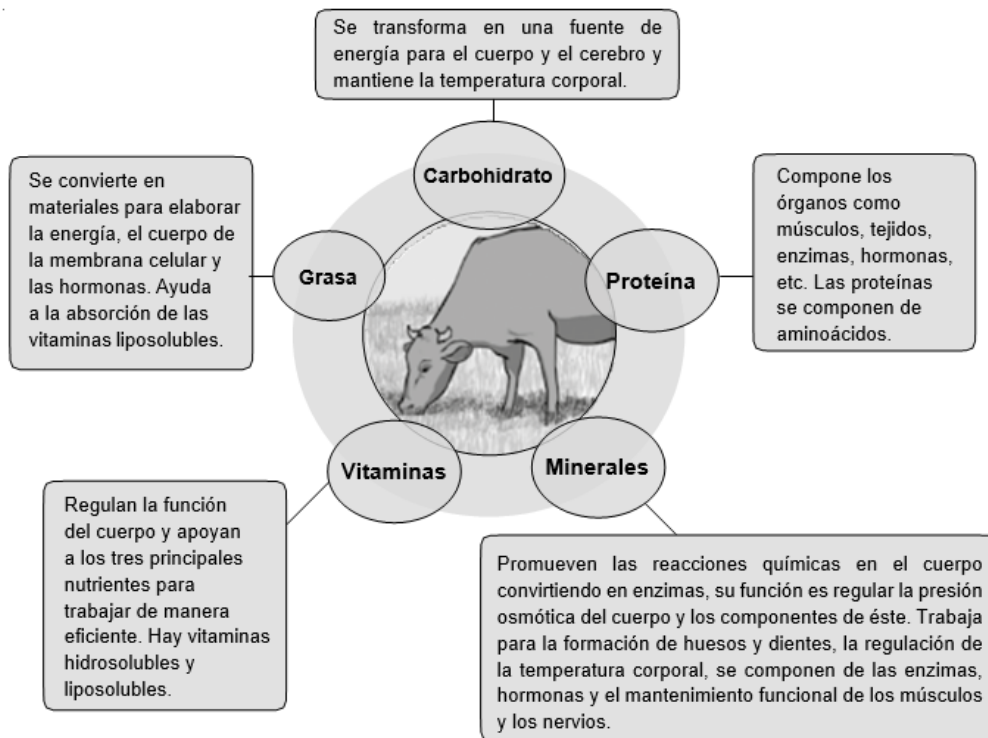 Se transforma en una fuente de
energía para el cuerpo y el cerebro y
mantiene la temperatura corporal.
Carbohidrato
Se convierte en
materiales para elaborar
la energía, el cuerpo de
la membrana celular y
las hormonas. Ayuda
a la absorción de las
vitaminas liposolubles.
Grasa
Proteína
Compone los
órganos como
músculos, tejidos,
enzimas, hormonas,
etc. Las proteínas
se componen de
aminoácidos.
Vitaminas
Minerales
Regulan la función
del cuerpo y apoyan
a los tres principales
nutrientes para
trabajar de manera
eficiente. Hay vitaminas
hidrosolubles y
liposolubles.
Promueven las reacciones químicas en el cuerpo
convirtiendo en enzimas, su función es regular la presión
osmótica del cuerpo y los componentes de éste. Trabaja
para la formación de huesos y dientes, la regulación de
la temperatura corporal, se componen de las enzimas,
hormonas y el mantenimiento funcional de los músculos
y los nervios.